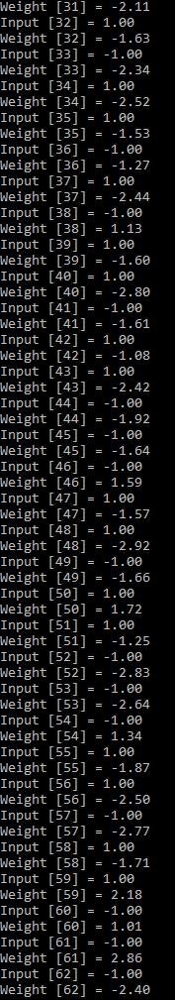 Weight [31] = -2.11
Input [32] = 1.00
Weight [32] = -1.63
Input [33] = -1.00
Weight [33] = -2.34
Input [34] = 1.00
Weight [34] = -2.52
Input [35] = 1.00
Weight [35] = -1.53
Input [36] = -1.00
Weight [36] = -1.27
Input [37] = 1.00
Weight [37] = -2.44
Input [38] = -1.00
Weight [38] = 1.13
Input [39] = 1.00
Weight [39] = -1.60
Input [40] = 1.00
Weight [40] = -2.80
Input [41] = -1.00
Weight [41] = -1.61
Input [42] = 1.00
Weight [42] = -1.08
Input [43] = 1.00
Weight [43] = -2.42
Input [44] = -1.00
Weight [44] = -1.92
Input [45] = -1.00
Weight [45] = -1.64
Input [46] = -1.00
Weight [46] = 1.59
Input [47] = 1.00
Weight [47] = -1.57
Input [48] = 1.00
Weight [48] = -2.92
Input [49] = -1.00
Weight [49] = -1.66
Input [50] = 1.00
Weight [50] = 1.72
Input [51] = 1.00
Weight [51] = -1.25
Input [52] = -1.00
Weight [52] = -2.83
Input [53] = -1.00
Weight [53] = -2.64
Input [54] = -1.00
Weight [54] = 1.34
Input [55] = 1.00
Weight [55] = -1.87
Input [56] = 1.00
Weight [56] = -2.50
Input [57] = -1.00
Weight [57] = -2.77
Input [58] = 1.00
Weight [58] = -1.71
Input [59] = 1.00
Weight [59] = 2.18
Input [60] = -1.00
Weight [60] = 1.01
Input [61] = -1.00
Weight [61] = 2.86
Input [62] = -1.00
Weight [62] = -2.40